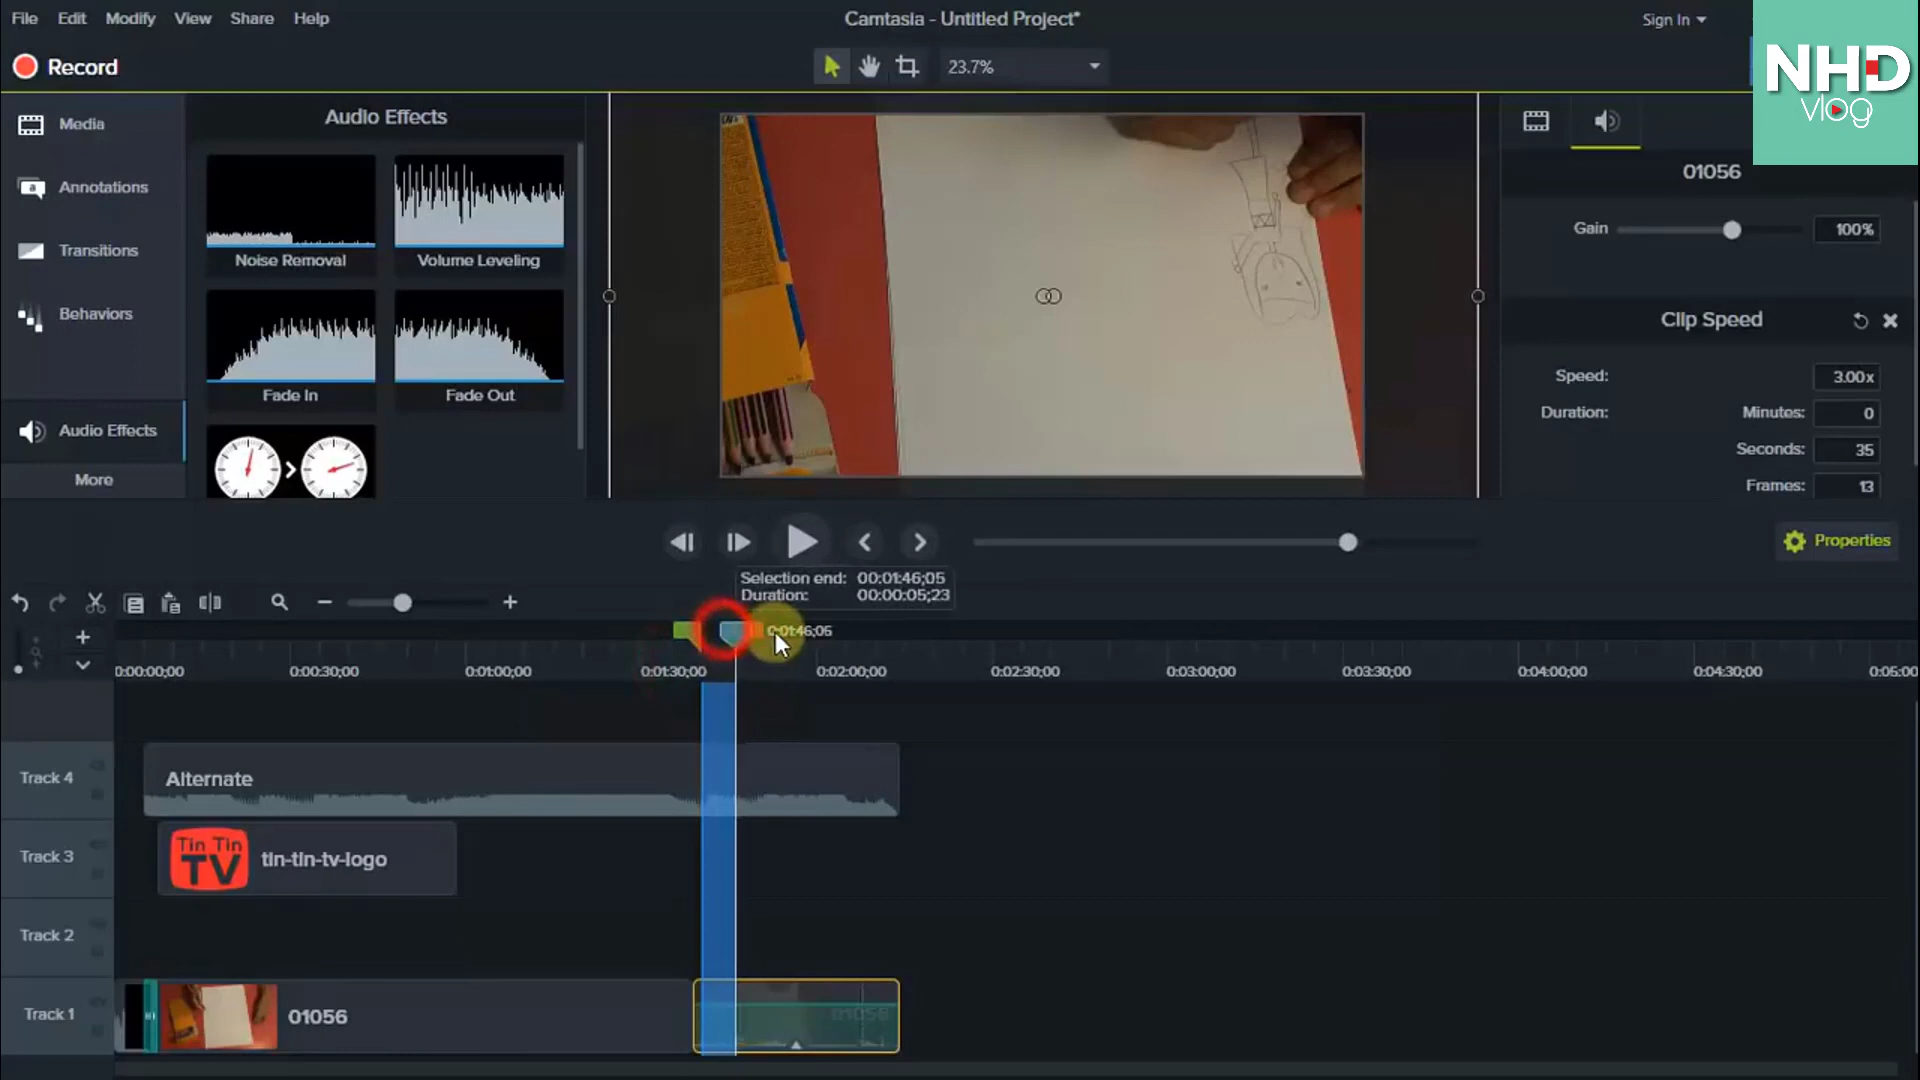 File Edit Modify View Share Help
Camtasia - Untitled Project*
Sign In
NHD
vlog
Record
23.7%
Media
Annotations
Transitions
Behaviors
Audio Effects
More
Audio Effects
Noise Removal
Volume Leveling
Fade In
Fade Out
01056
Gain 100%
Clip Speed
Speed: 3.00x
Duration: Minutes: 0
Seconds: 35
Frames: 13
Properties
Selection end: 00:01:46;05
Duration: 00:00:05;23
0:01:46;05
0:00:00;00 0:00:30;00 0:01:00;00 0:01:30;00 0:02:00;00 0:02:30;00 0:03:00;00 0:03:30;00 0:04:00;00 0:04:30;00 0:05:00
Track 4
Alternate
Track 3
Tin Tin
TV
tin-tin-tv-logo
Track 2
Track 1
01056
01056